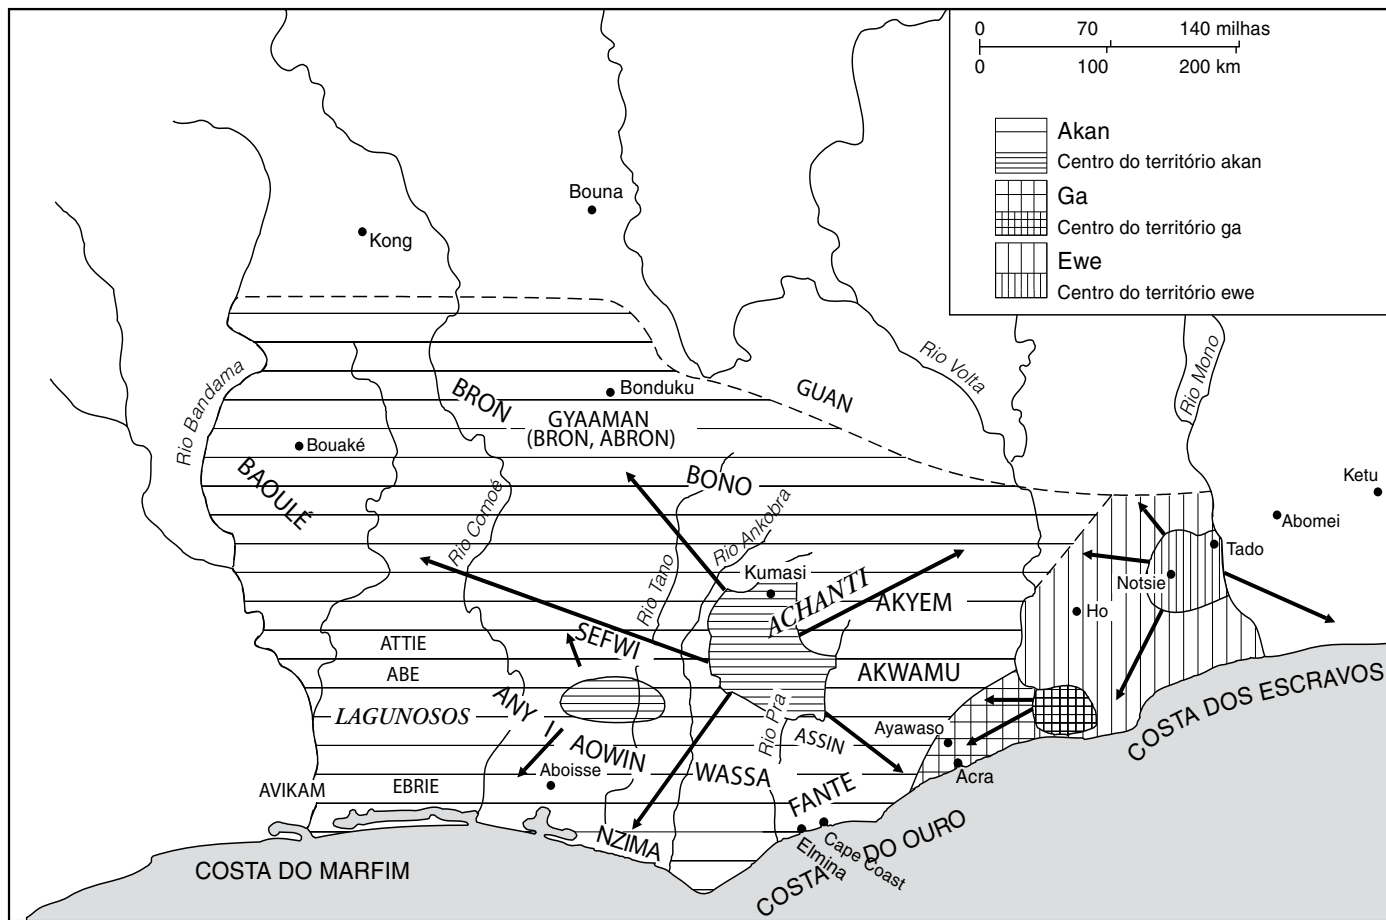 0 70 140 milhas
0 100 200 km
Akan
Centro do território akan
Ga
Centro do território ga
Ewe
Centro do território ewe
Bouna
Kong
Rio Bandama
Rio Volta
Rio Mono
BRON
Bonduku
GUAN
GYAAMAN
(BRON, ABRON)
Bouaké
BAOULÉ
BONO
Ketu
Abomei
Rio Comoé
Rio Ankobra
Rio Tano
Tado
Kumasi
Notsie
ACHANTI
AKYEM
Ho
SEFWI
ATTIE
ABE
AKWAMU
ANY I
LAGUNOSOS
Rio Pra
COSTA DOS ESCRAVOS
Ayawaso
ASSIN
AOWIN
Aboisse
WASSA
Acra
AVIKAM
EBRIE
FANTE
NZIMA
Elmina
Cape Coast
COSTA DO MARFIM
COSTA DO OURO